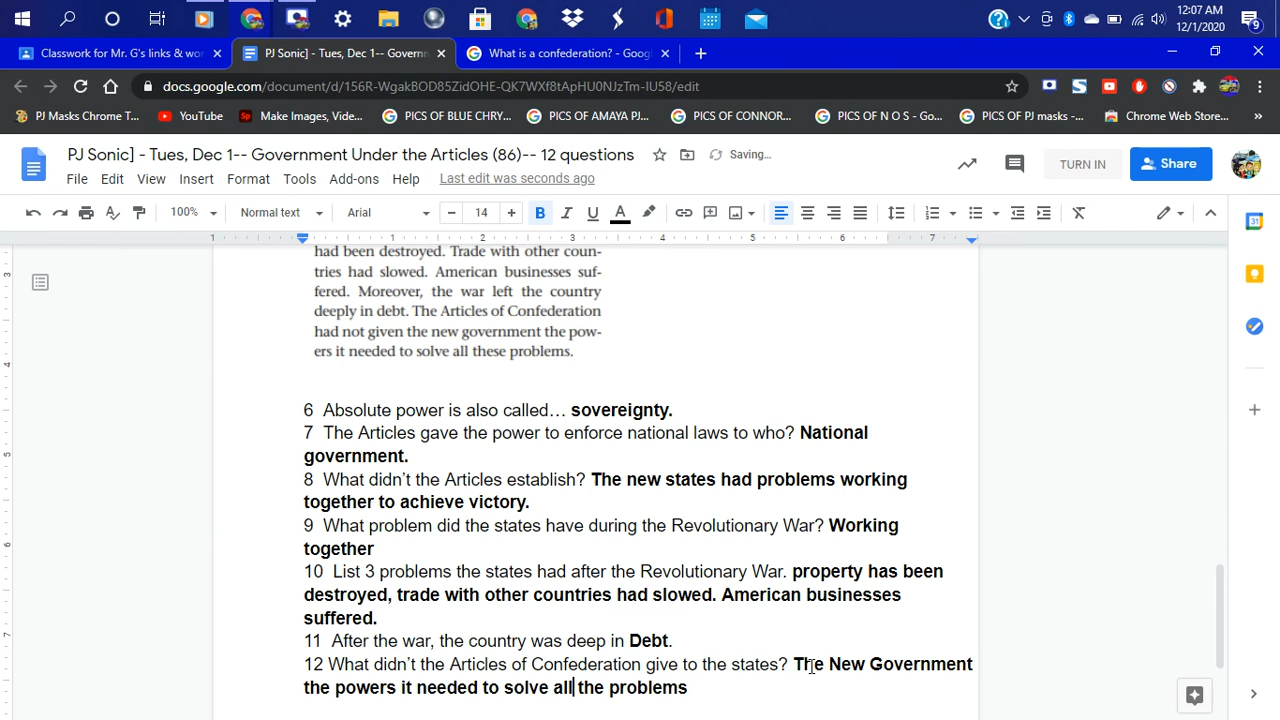 12:07 AM
12/1/2020
9
Classwork for Mr. G's links & wor
PJ Sonic] - Tues, Dec 1-- Governm
What is a confederation? - Googl
docs.google.com/document/d/156R-WgakBOD85ZidOHE-QK7WXf8tApHU0NJzTm-IU58/edit
PJ Masks Chrome T...
YouTube
Make Images, Vide...
PICS OF BLUE CHRY...
PICS OF AMAYA PJ...
PICS OF CONNOR...
PICS OF N O S - Go...
PICS OF PJ masks -...
Chrome Web Store...
PJ Sonic] - Tues, Dec 1-- Government Under the Articles (86)-- 12 questions
Saving...
TURN IN
Share
File Edit View Insert Format Tools Add-ons Help Last edit was seconds ago
100% Normal text Arial 14
1 1 2 3 4 5 6 7
had been destroyed. Trade with other coun-
tries had slowed. American businesses suf-
fered. Moreover, the war left the country
deeply in debt. The Articles of Confederation
had not given the new government the pow-
ers it needed to solve all these problems.
6 Absolute power is also called… sovereignty.
7 The Articles gave the power to enforce national laws to who? National
government.
8 What didn't the Articles establish? The new states had problems working
together to achieve victory.
9 What problem did the states have during the Revolutionary War? Working
together
10 List 3 problems the states had after the Revolutionary War. property has been
destroyed, trade with other countries had slowed. American businesses
suffered.
11 After the war, the country was deep in Debt.
12 What didn't the Articles of Confederation give to the states? The New Government
the powers it needed to solve all the problems